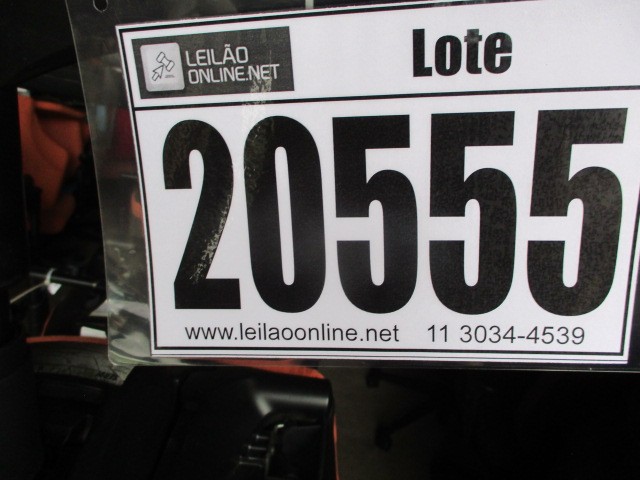 LEILÃO
ONLINE.NET
Lote
20555
www.leilaoonline.net 11 3034-4539